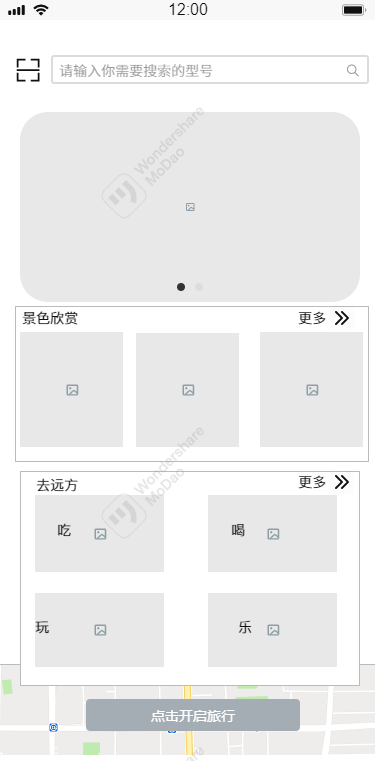 12:00
请输入你需要搜索的型号
Wondershare
MoDao
景色欣赏
更多
去远方
更多
Wondershare
MoDao
吃
喝
玩
乐
点击开启旅行